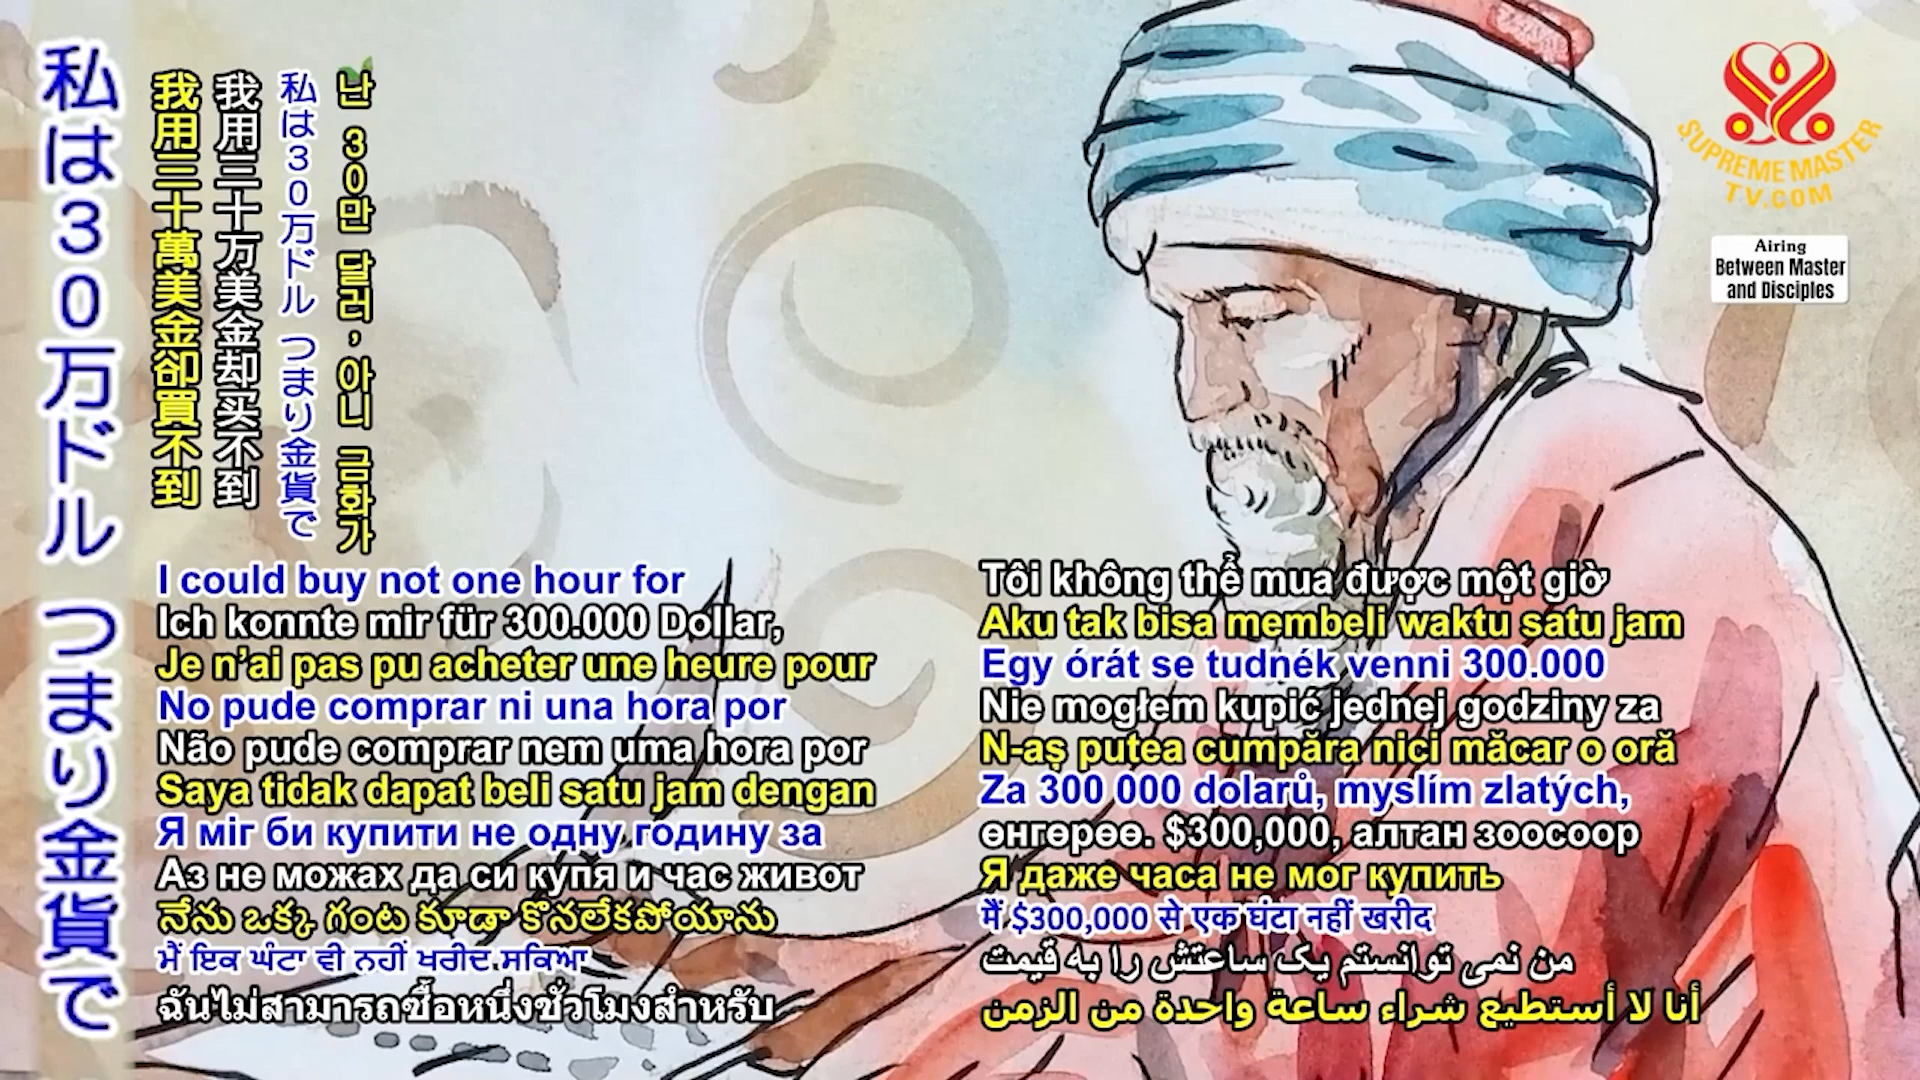 私は３０万ドル つまり金貨で
我用三十萬美金卻買不到
我用三十万美金却买不到
私は３０万ドル つまり金貨で
난 30만 달러, 아니 금화가
I could buy not one hour for
Ich konnte mir für 300.000 Dollar,
Je n’ai pas pu acheter une heure pour
No pude comprar ni una hora por
Não pude comprar nem uma hora por
Saya tidak dapat beli satu jam dengan
Я міг би купити не одну годину за
Аз не можах да си купя и час живот
నేను ఒక్క గంట కూడా కొనలేకపోయాను
ਮੈਂ ਇਕ ਘੰਟਾ ਵੀ ਨਹੀਂ ਖਰੀਦ ਸਕਿਆ
ฉันไม่สามารถซื้อหนึ่งชั่วโมงสำหรับ
Tôi không thể mua được một giờ
Aku tak bisa membeli waktu satu jam
Egy órát se tudnék venni 300.000
Nie mogłem kupić jednej godziny za
N-aș putea cumpăra nici măcar o oră
Za 300 000 dolarů, myslím zlatých,
өнгөрөө. $300,000, алтан зоосоор
Я даже часа не мог купить
मैं $300,000 से एक घंटा नहीं खरीद
من نمی توانستم یک ساعتش را به قیمت
أنا لا أستطيع شراء ساعة واحدة من الزمن
SUPREME MASTER
TV.COM
Airing
Between Master
and Disciples